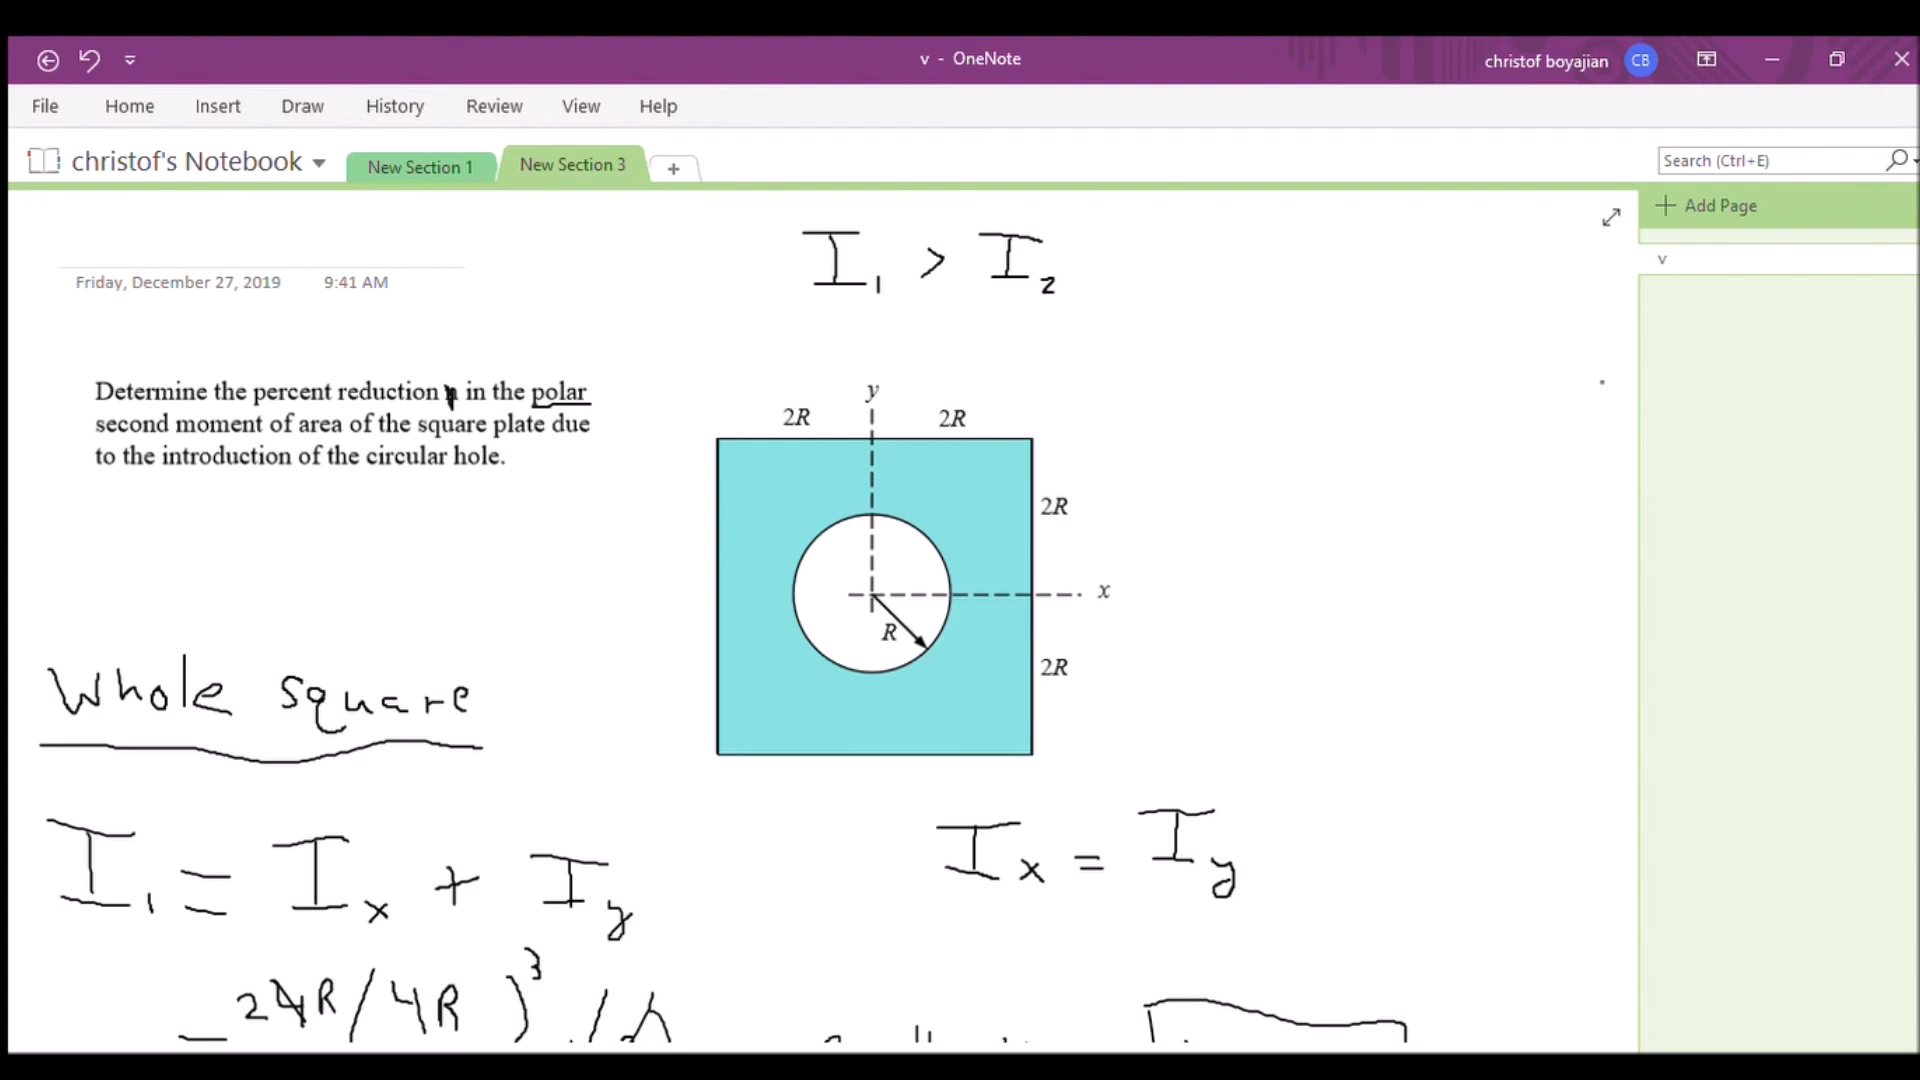 v - OneNote
christof boyajian CB
File Home Insert Draw History Review View Help
christof's Notebook New Section 1 New Section 3 +
Search (Ctrl+E)
Add Page
v
I₁ > I₂
Friday, December 27, 2019 9:41 AM
Determine the percent reduction in the polar
second moment of area of the square plate due
to the introduction of the circular hole.
y
2R 2R
2R
x
R
2R
Whole square
I₁ = Iₓ + I_y
Iₓ = I_y